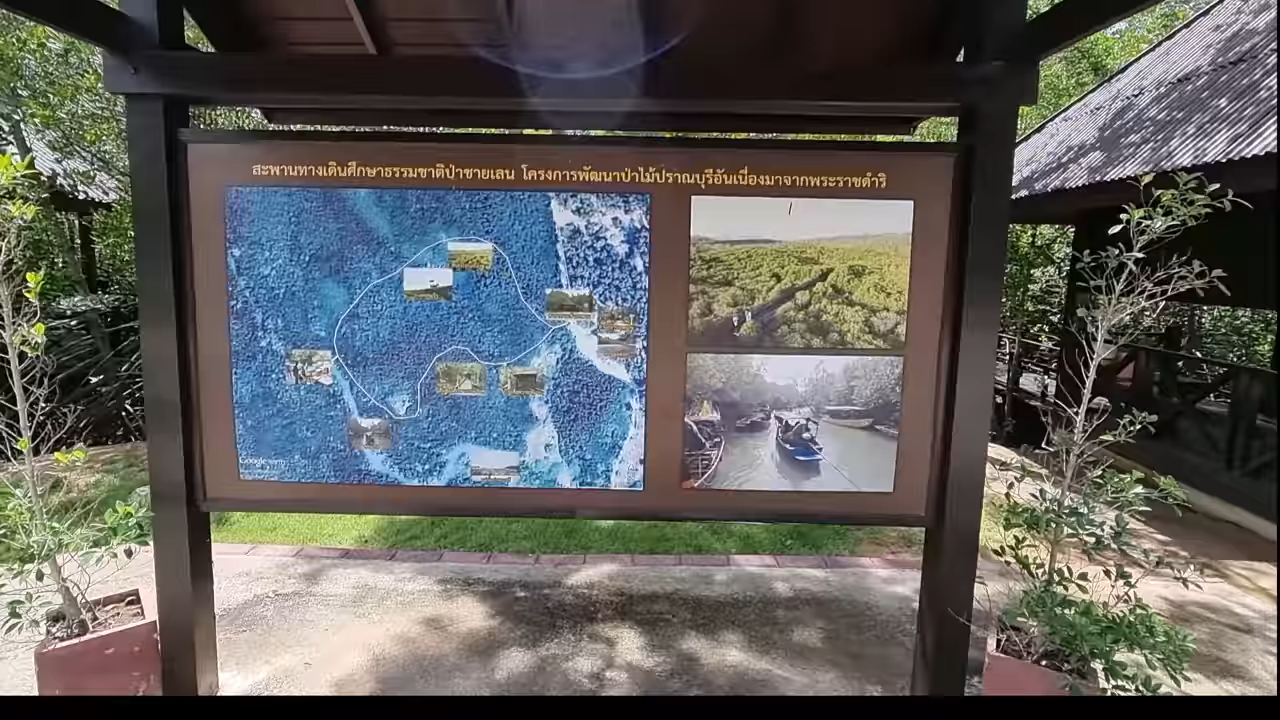 สะพานทางเดินศึกษาธรรมชาติป่าชายเลน โครงการพัฒนาป่าไม้ปราณบุรีอันเนื่องมาจากพระราชดำริ
Google